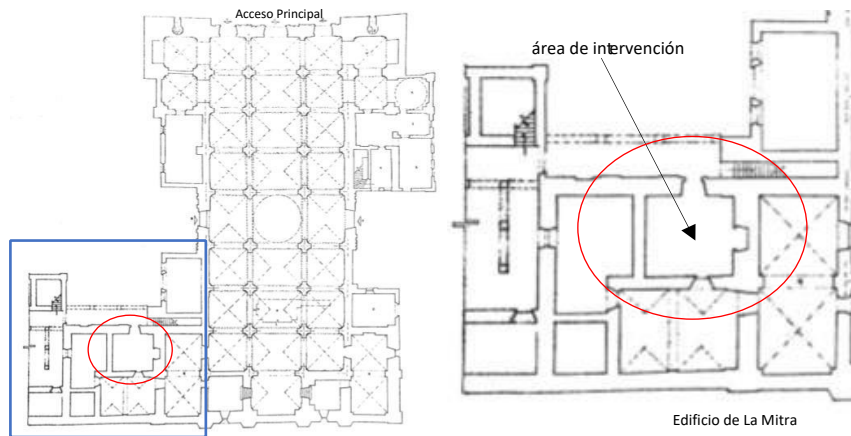 Acceso Principal
área de intervención
Edificio de La Mitra